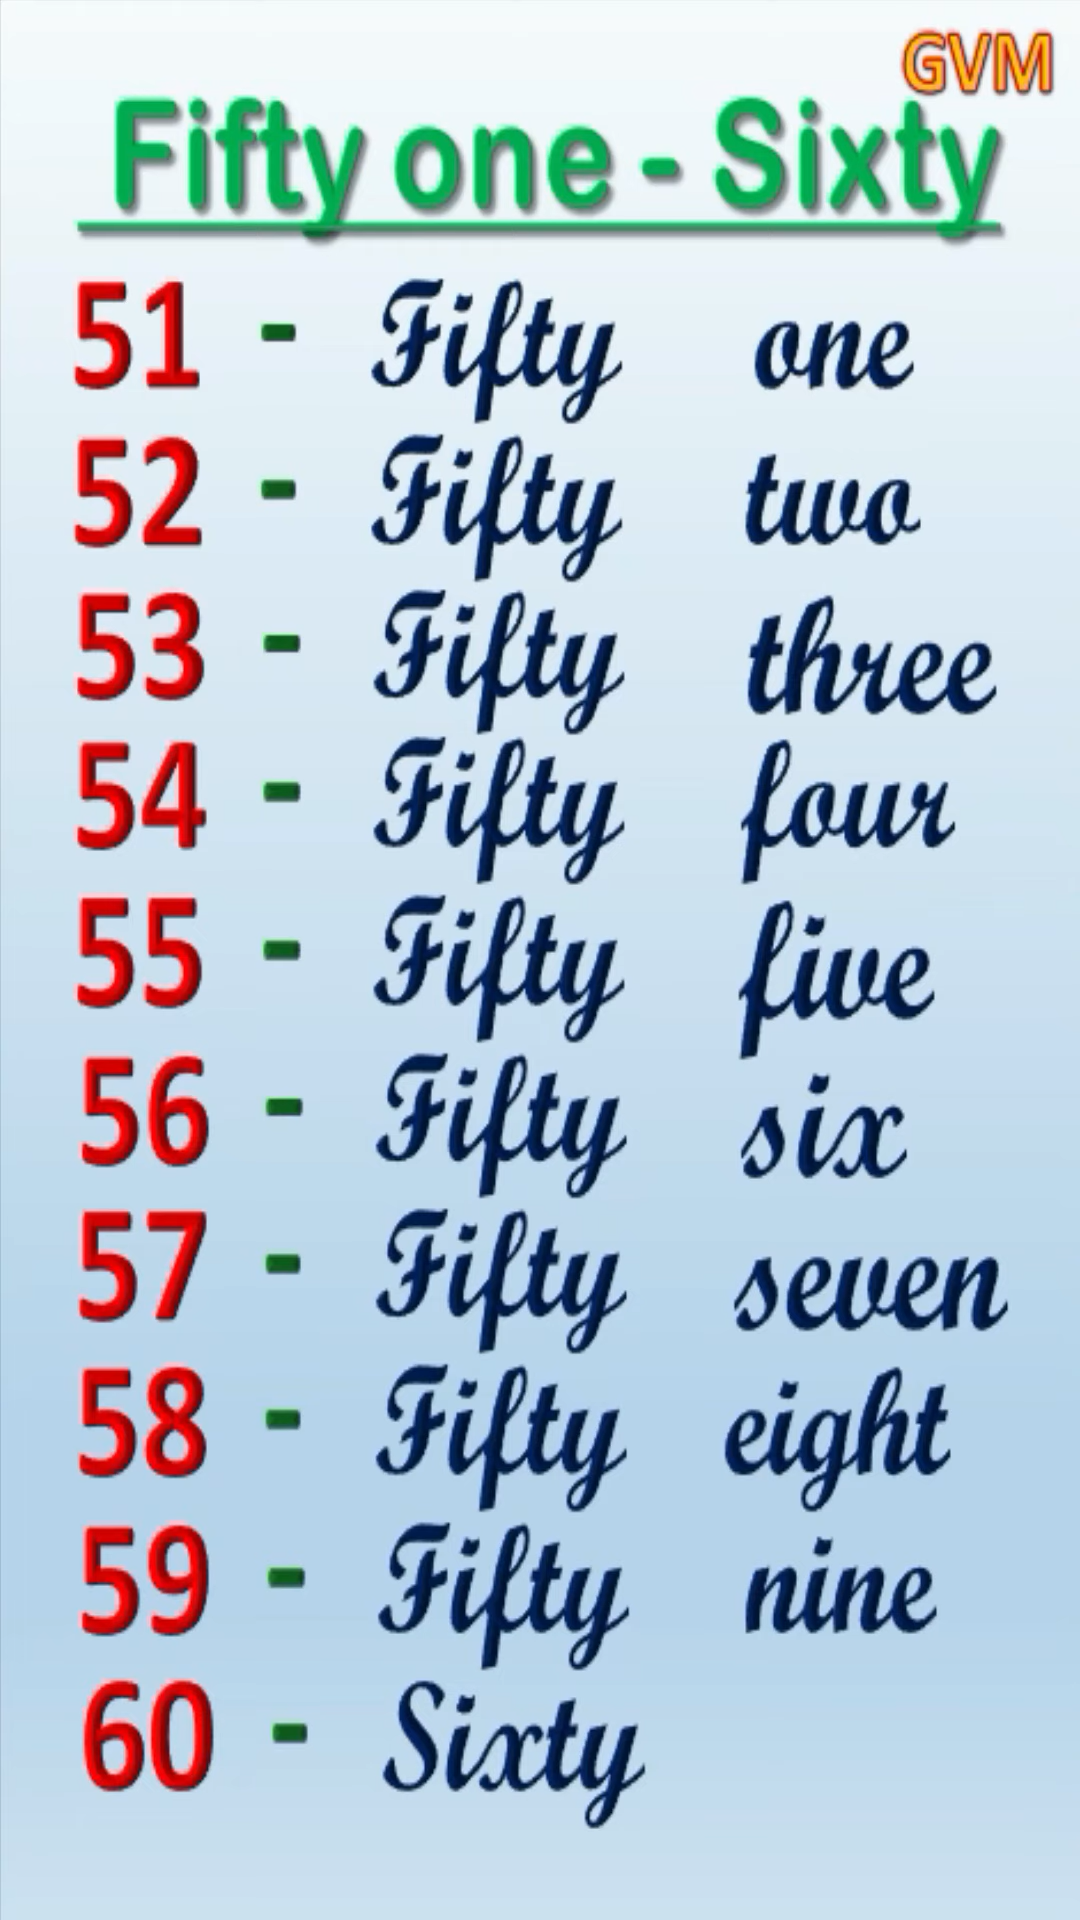 GVM
Fifty one - Sixty
51 - Fifty one
52 - Fifty two
53 - Fifty three
54 - Fifty four
55 - Fifty five
56 - Fifty six
57 - Fifty seven
58 - Fifty eight
59 - Fifty nine
60 - Sixty